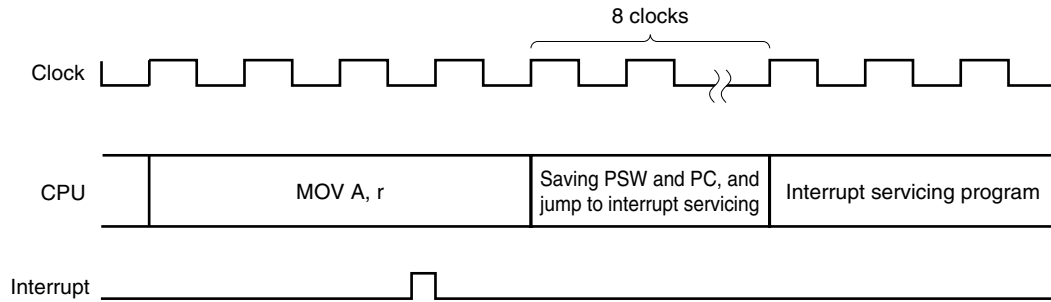 8 clocks
Clock
CPU
MOV A, r
Saving PSW and PC, and
jump to interrupt servicing
Interrupt servicing program
Interrupt